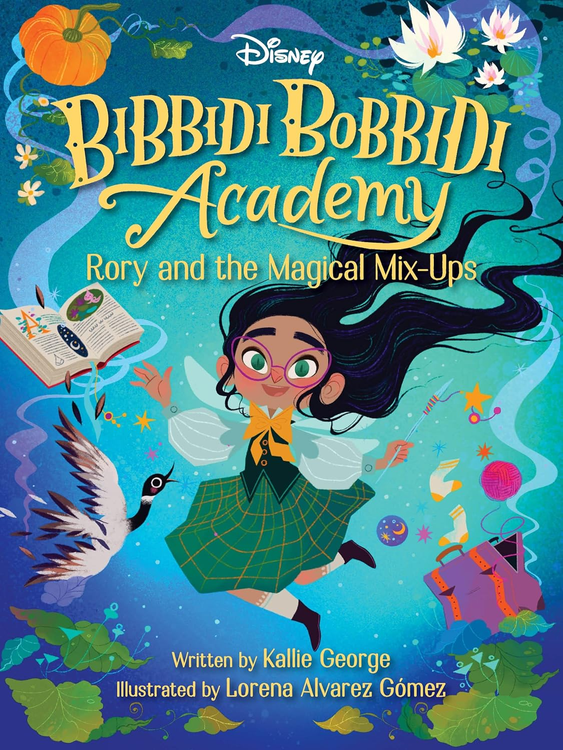 Disney
Bibbidi Bobbidi
Academy
Rory and the Magical Mix-Ups
A
Written by Kallie George
Illustrated by Lorena Alvarez Gómez